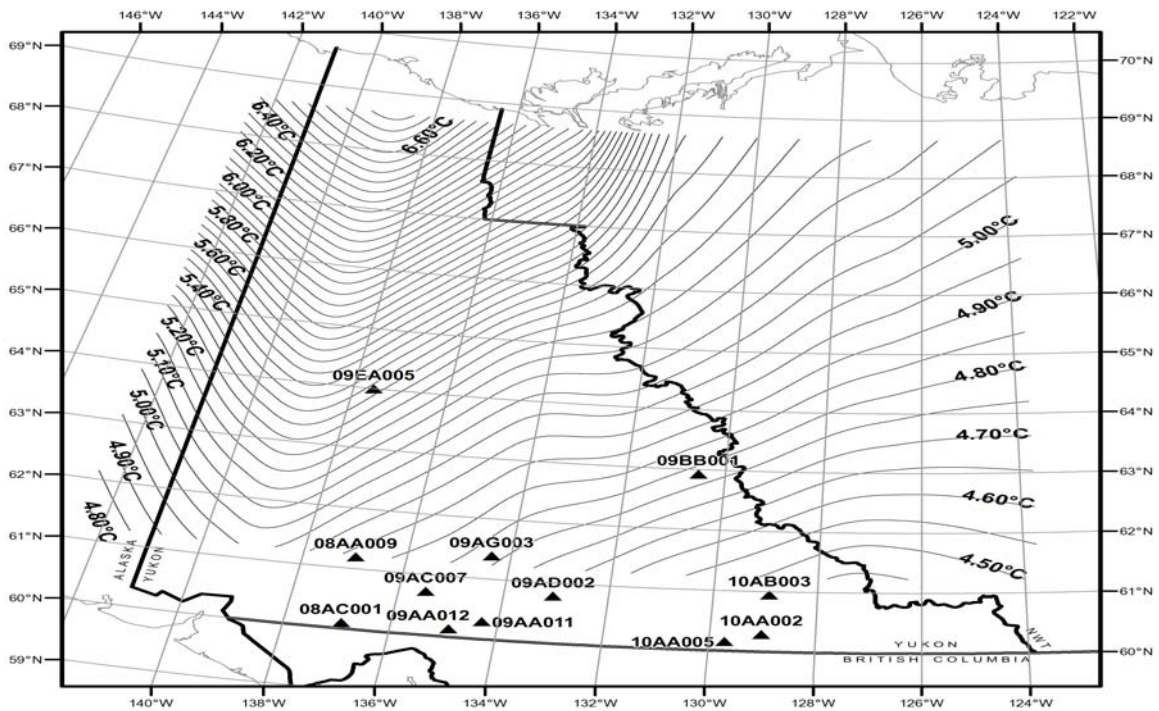 146°W 142°W 140°W 138°W 136°W 134°W 132°W 130°W 128°W 126°W 124°W 122°W
69°N
70°N
68°N
69°N
67°N
68°N
66°N
67°N
65°N
66°N
64°N
65°N
63°N
64°N
62°N
63°N
61°N
62°N
60°N
61°N
59°N
60°N
6.40°C
6.60°C
6.20°C
6.00°C
5.80°C
5.60°C
5.40°C
5.20°C
5.10°C
5.00°C
4.90°C
4.80°C
5.00°C
4.90°C
4.80°C
4.70°C
4.60°C
4.50°C
09EA005
09BB001
08AA009
09AG003
09AC007
09AD002
10AB003
08AC001
09AA012
09AA011
10AA002
10AA005
ALASKA
YUKON
YUKON
BRITISH COLUMBIA
NWT
140°W 138°W 136°W 134°W 132°W 130°W 128°W 126°W 124°W